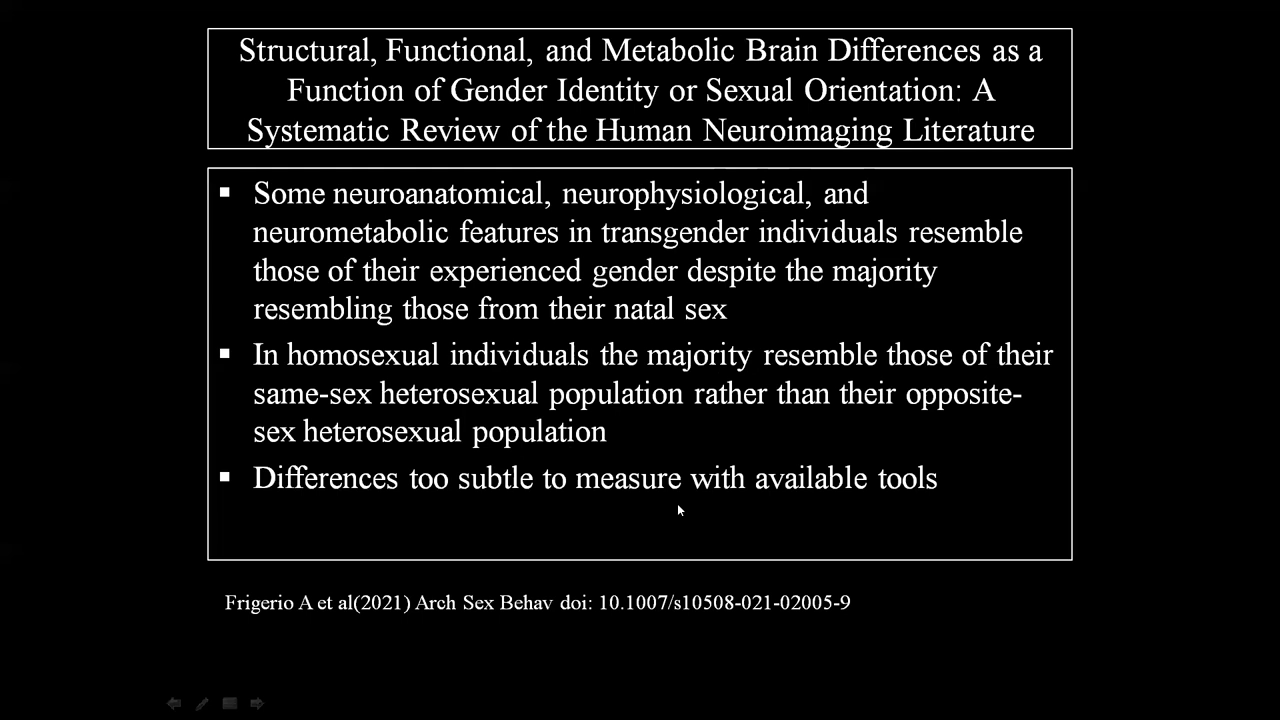 Structural, Functional, and Metabolic Brain Differences as a
Function of Gender Identity or Sexual Orientation: A
Systematic Review of the Human Neuroimaging Literature
▪ Some neuroanatomical, neurophysiological, and
neurometabolic features in transgender individuals resemble
those of their experienced gender despite the majority
resembling those from their natal sex
▪ In homosexual individuals the majority resemble those of their
same-sex heterosexual population rather than their opposite-
sex heterosexual population
▪ Differences too subtle to measure with available tools
Frigerio A et al(2021) Arch Sex Behav doi: 10.1007/s10508-021-02005-9